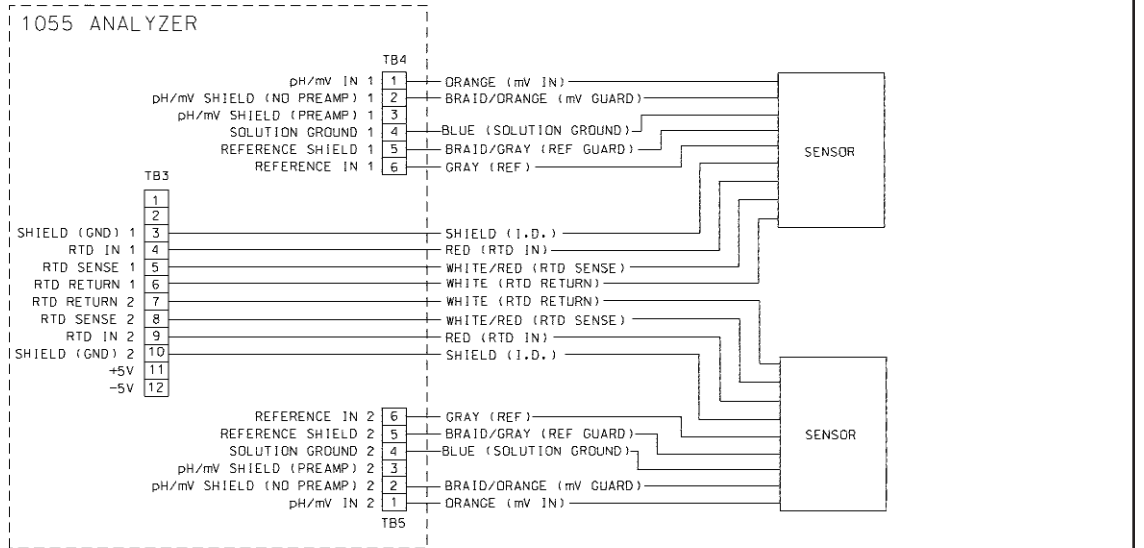 1055 ANALYZER
TB4
pH/mV IN 1 1 ORANGE (mV IN)
pH/mV SHIELD (NO PREAMP) 1 2 BRAID/ORANGE (mV GUARD)
pH/mV SHIELD (PREAMP) 1 3
SOLUTION GROUND 1 4 BLUE (SOLUTION GROUND)
REFERENCE SHIELD 1 5 BRAID/GRAY (REF GUARD)
REFERENCE IN 1 6 GRAY (REF)
SENSOR
TB3
1
2
SHIELD (GND) 1 3 SHIELD (I.D.)
RTD IN 1 4 RED (RTD IN)
RTD SENSE 1 5 WHITE/RED (RTD SENSE)
RTD RETURN 1 6 WHITE (RTD RETURN)
RTD RETURN 2 7 WHITE (RTD RETURN)
RTD SENSE 2 8 WHITE/RED (RTD SENSE)
RTD IN 2 9 RED (RTD IN)
SHIELD (GND) 2 10 SHIELD (I.D.)
+5V 11
-5V 12
REFERENCE IN 2 6 GRAY (REF)
REFERENCE SHIELD 2 5 BRAID/GRAY (REF GUARD)
SENSOR
SOLUTION GROUND 2 4 BLUE (SOLUTION GROUND)
pH/mV SHIELD (PREAMP) 2 3
pH/mV SHIELD (NO PREAMP) 2 2 BRAID/ORANGE (mV GUARD)
pH/mV IN 2 1 ORANGE (mV IN)
TB5